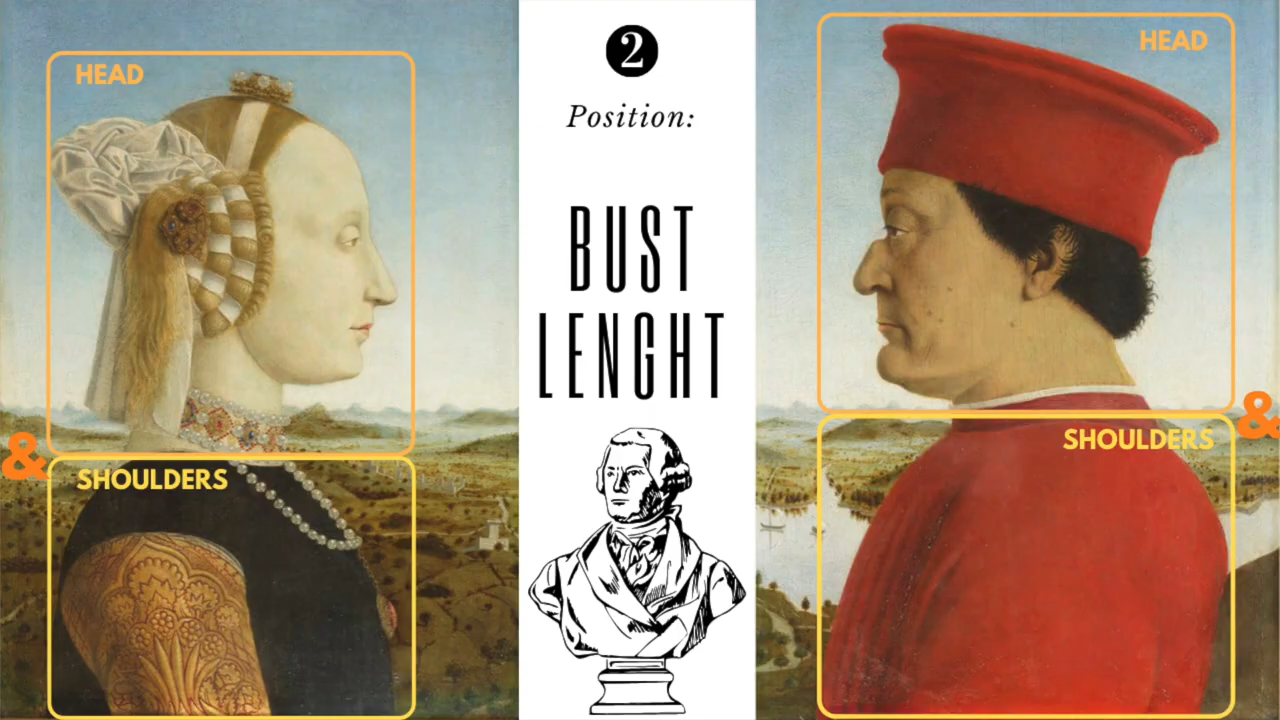 HEAD
&
SHOULDERS
2
Position:
BUST
LENGHT
HEAD
&
SHOULDERS